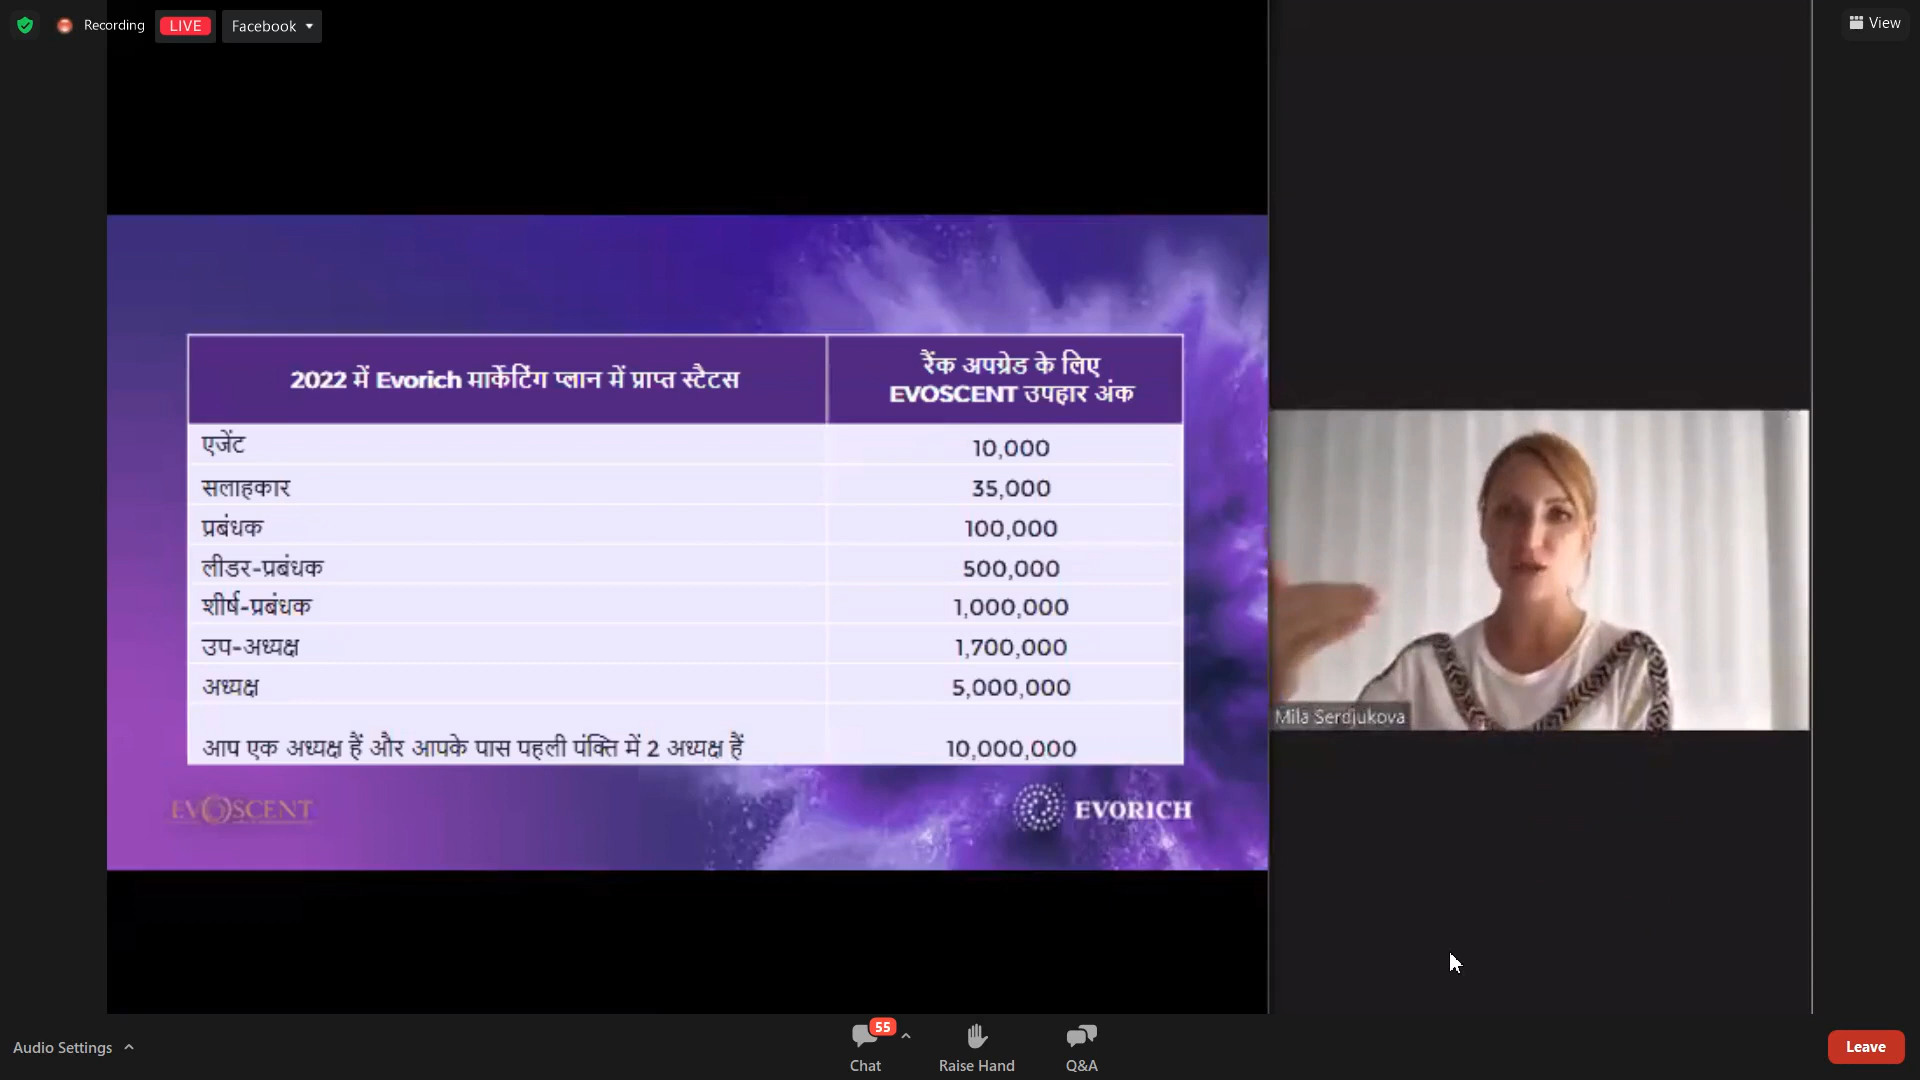 Recording
LIVE
Facebook
View
2022 में Evorich मार्केटिंग प्लान में प्राप्त स्टैटस
रैंक अपग्रेड के लिए
EVOSCENT उपहार अंक
एजेंट 10,000
सलाहकार 35,000
प्रबंधक 100,000
लीडर-प्रबंधक 500,000
शीर्ष-प्रबंधक 1,000,000
उप-अध्यक्ष 1,700,000
अध्यक्ष 5,000,000
आप एक अध्यक्ष हैं और आपके पास पहली पंक्ति में 2 अध्यक्ष हैं 10,000,000
EVOSCENT
EVORICH
Mila Serdjukova
Audio Settings
55
Chat
Raise Hand
Q&A
Leave